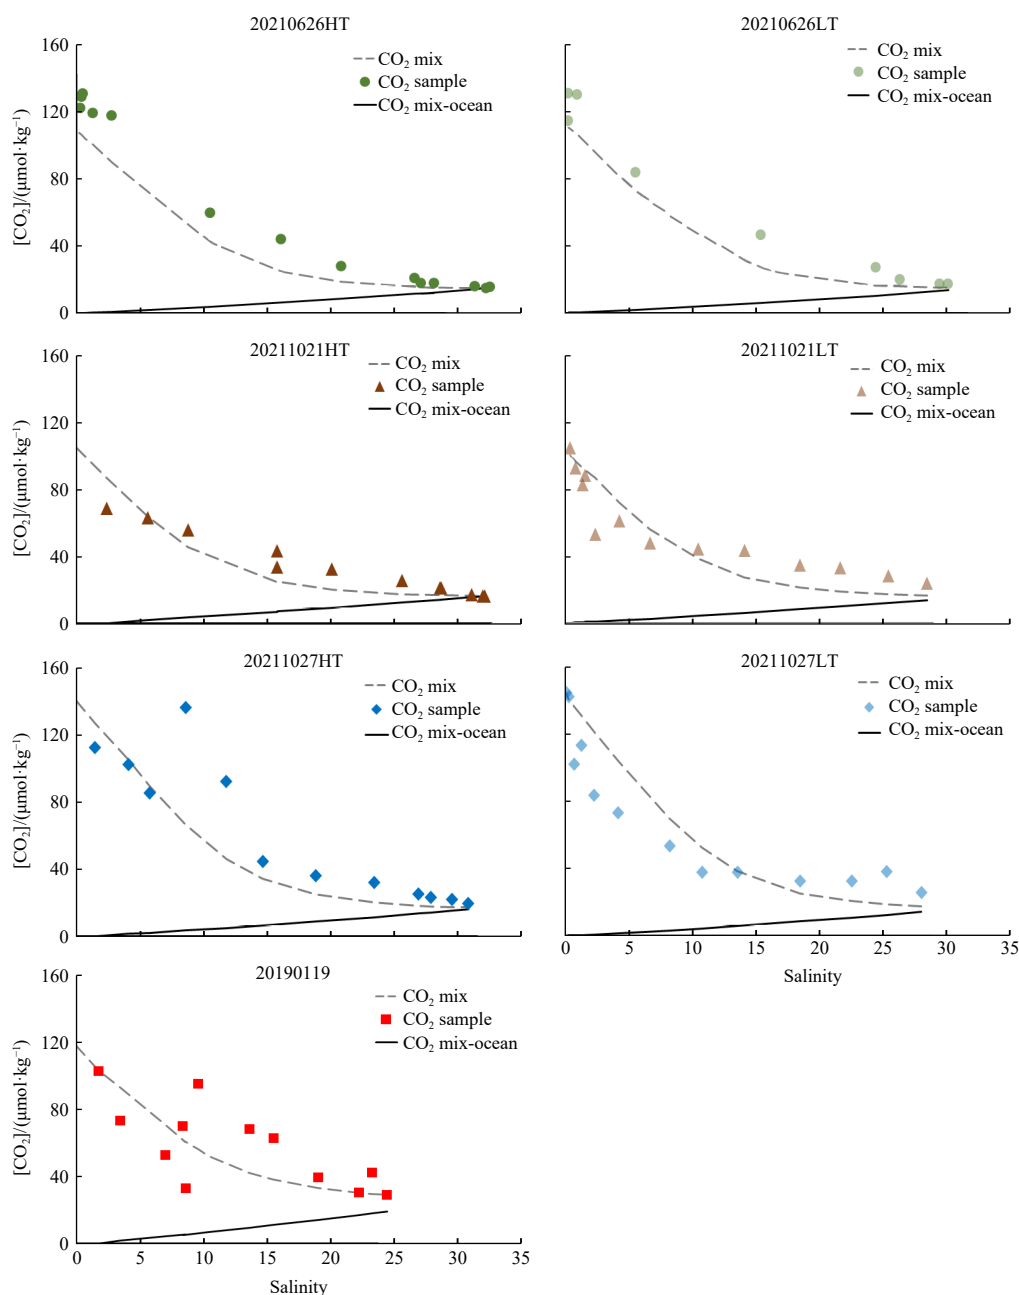 20210626HT
160
120
80
40
0
[CO₂]/(μmol·kg⁻¹)
CO₂ mix
CO₂ sample
CO₂ mix-ocean
20210626LT
CO₂ mix
CO₂ sample
CO₂ mix-ocean
20211021HT
160
120
80
40
0
[CO₂]/(μmol·kg⁻¹)
CO₂ mix
CO₂ sample
CO₂ mix-ocean
20211021LT
CO₂ mix
CO₂ sample
CO₂ mix-ocean
20211027HT
160
120
80
40
0
[CO₂]/(μmol·kg⁻¹)
CO₂ mix
CO₂ sample
CO₂ mix-ocean
20211027LT
CO₂ mix
CO₂ sample
CO₂ mix-ocean
0 5 10 15 20 25 30 35
Salinity
20190119
160
120
80
40
0
[CO₂]/(μmol·kg⁻¹)
CO₂ mix
CO₂ sample
CO₂ mix-ocean
0 5 10 15 20 25 30 35
Salinity